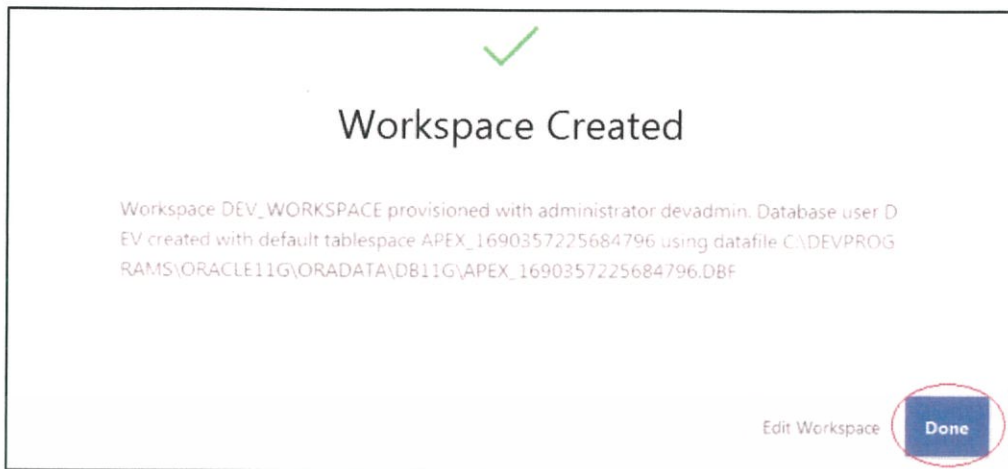 Workspace Created
Workspace DEV_WORKSPACE provisioned with administrator devadmin. Database user D
EV created with default tablespace APEX_1690357225684796 using datafile C:\DEVPROG
RAMS\ORACLE11G\ORADATA\DB11G\APEX_1690357225684796.DBF
Edit Workspace
Done